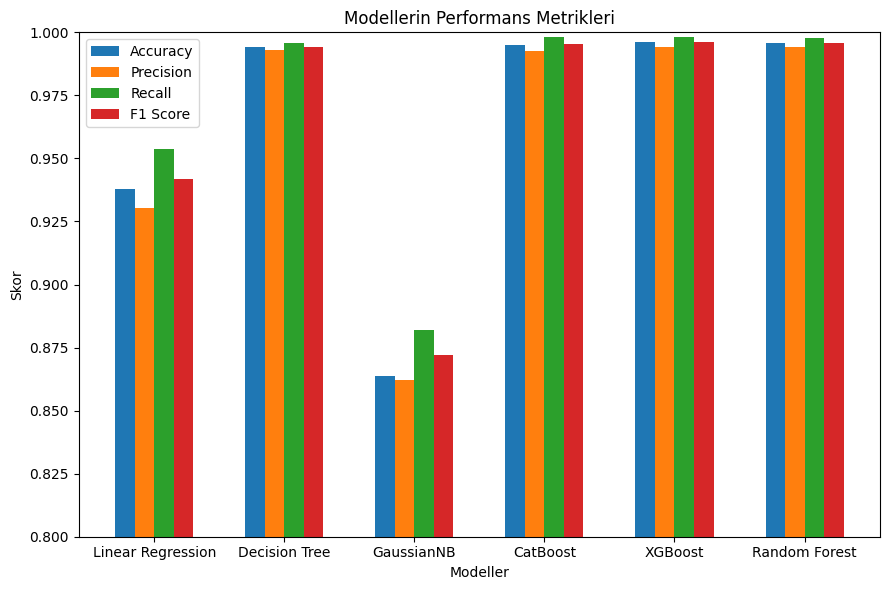 Modellerin Performans Metrikleri
Accuracy
Precision
Recall
F1 Score
Skor
1.000
0.975
0.950
0.925
0.900
0.875
0.850
0.825
0.800
Linear Regression
Decision Tree
GaussianNB
CatBoost
XGBoost
Random Forest
Modeller